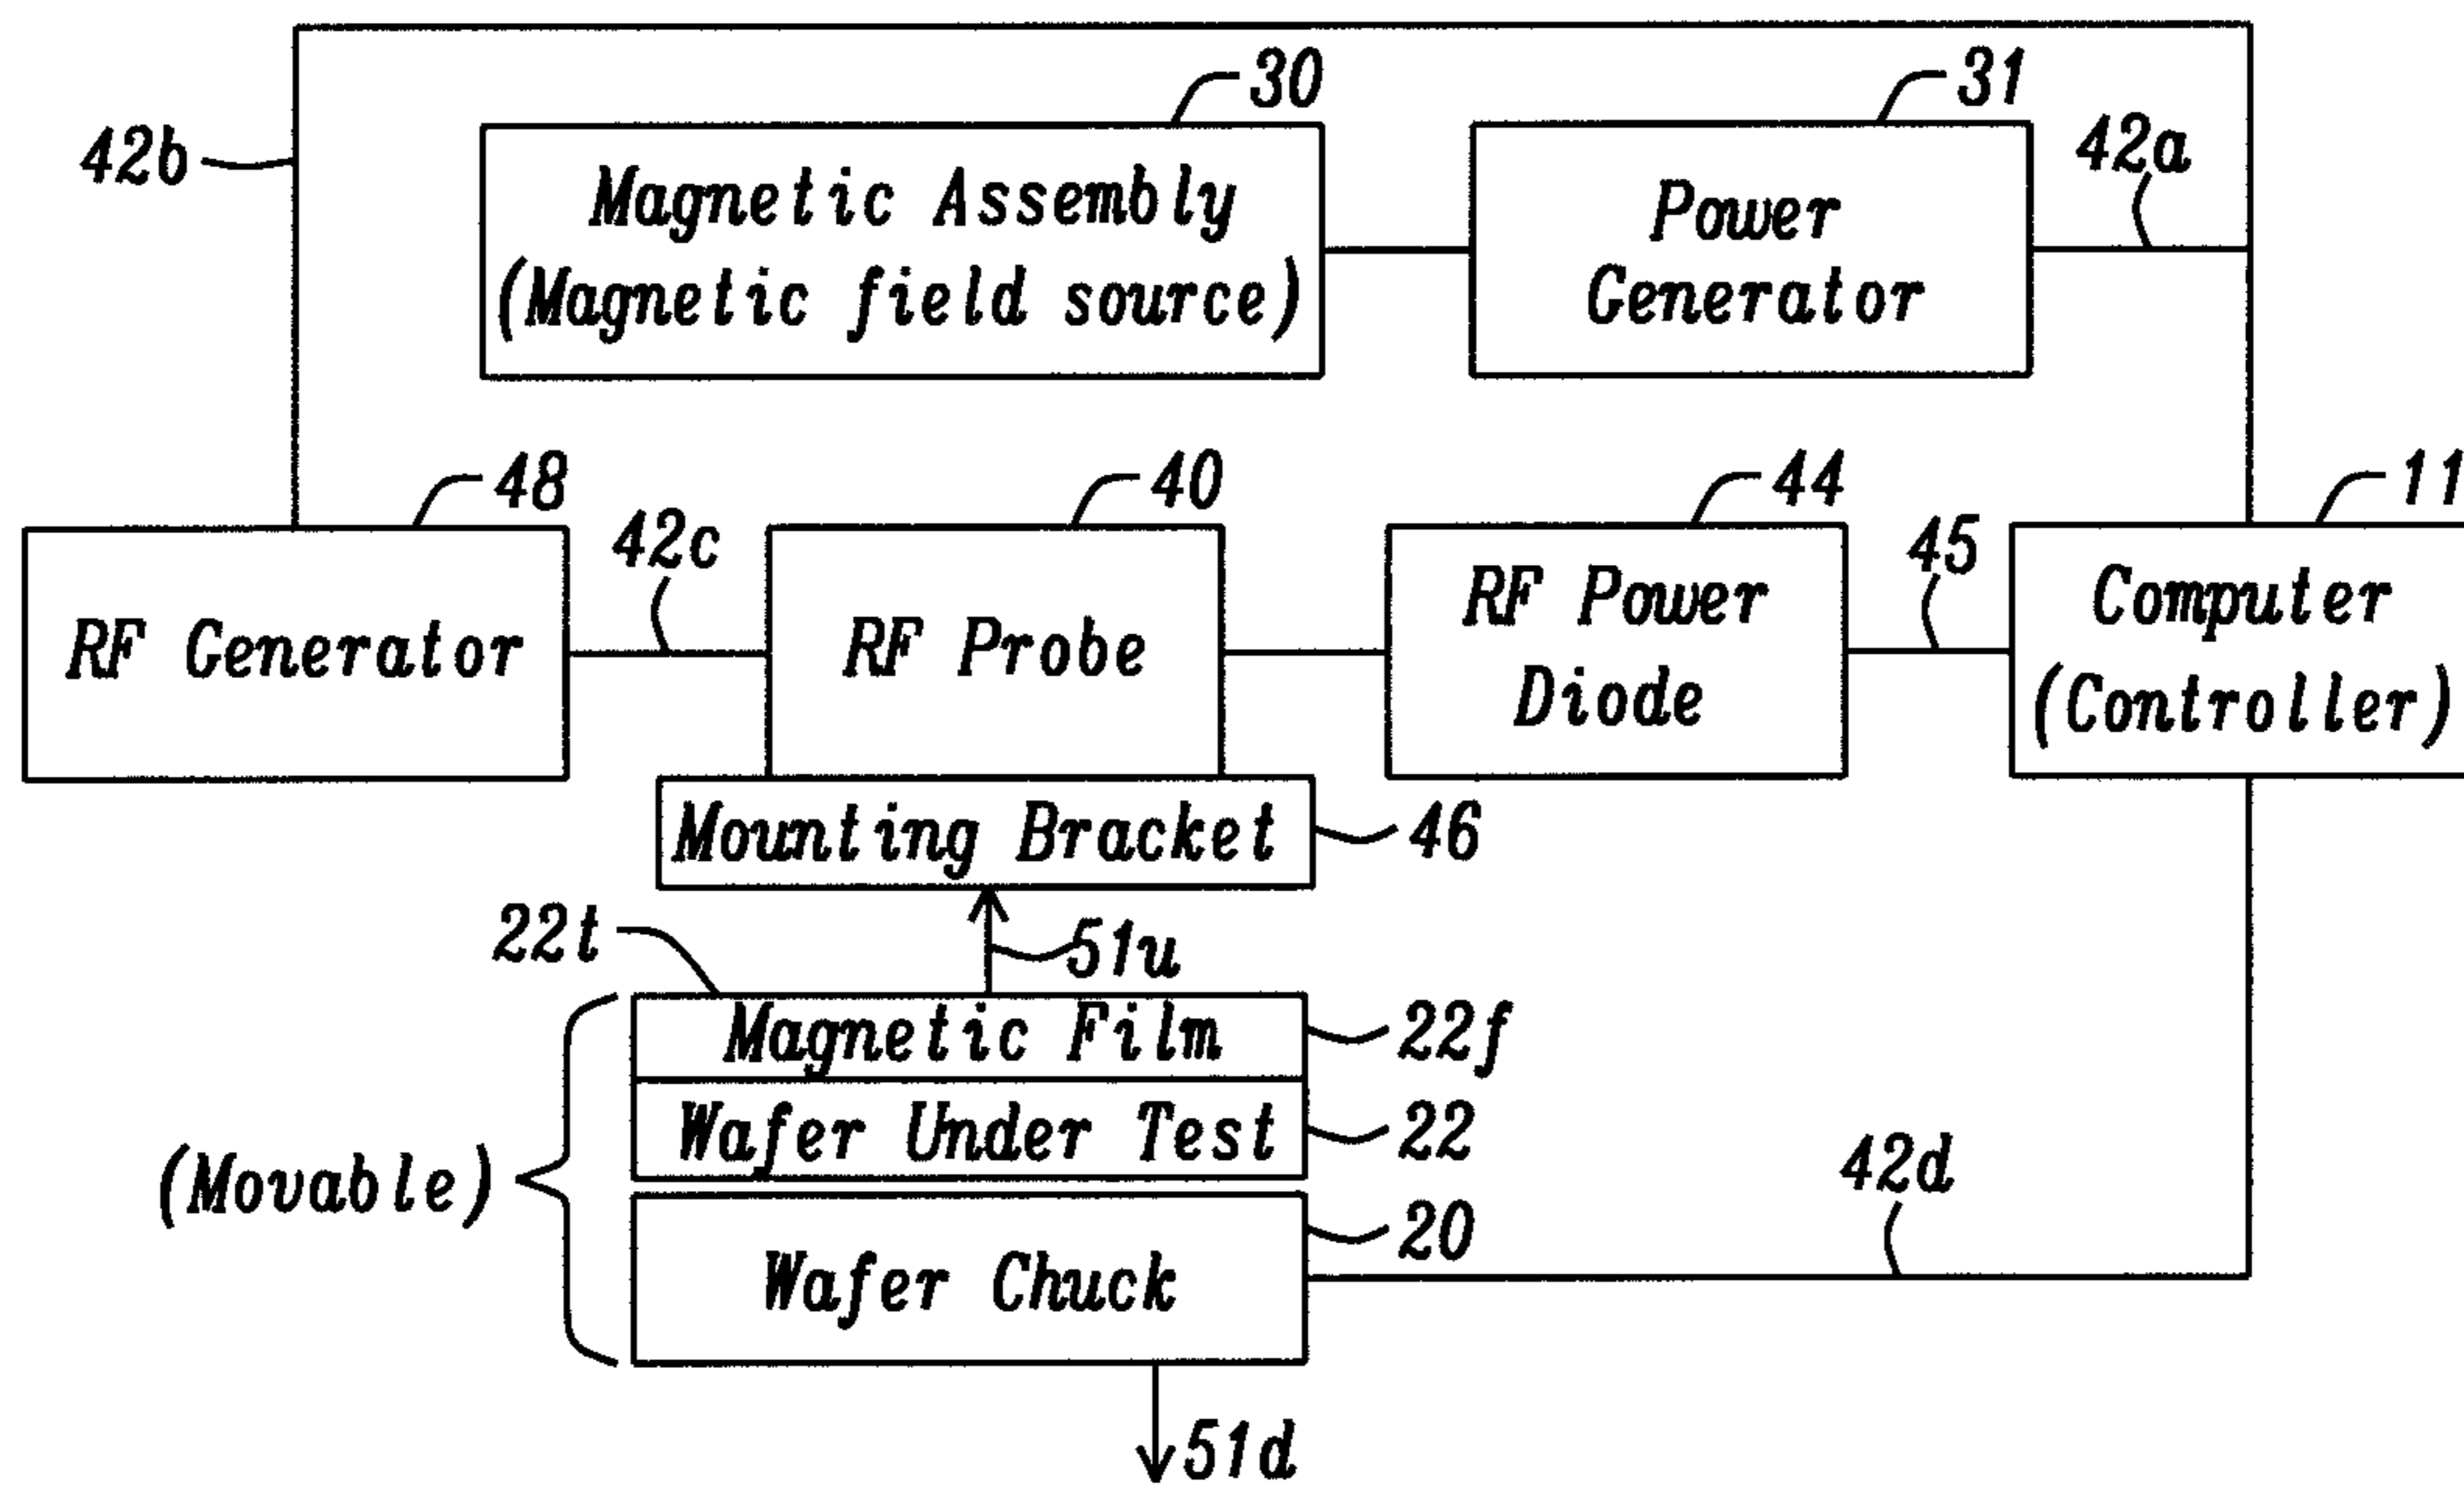 30
31
42b
42a
Magnetic Assembly
(Magnetic field source)
Power
Generator
48
40
44
11
42c
45
RF Generator
RF Probe
RF Power
Diode
Computer
(Controller)
Mounting Bracket
46
22t
51u
Magnetic Film
22f
Wafer Under Test
22
(Movable)
42d
20
Wafer Chuck
51d